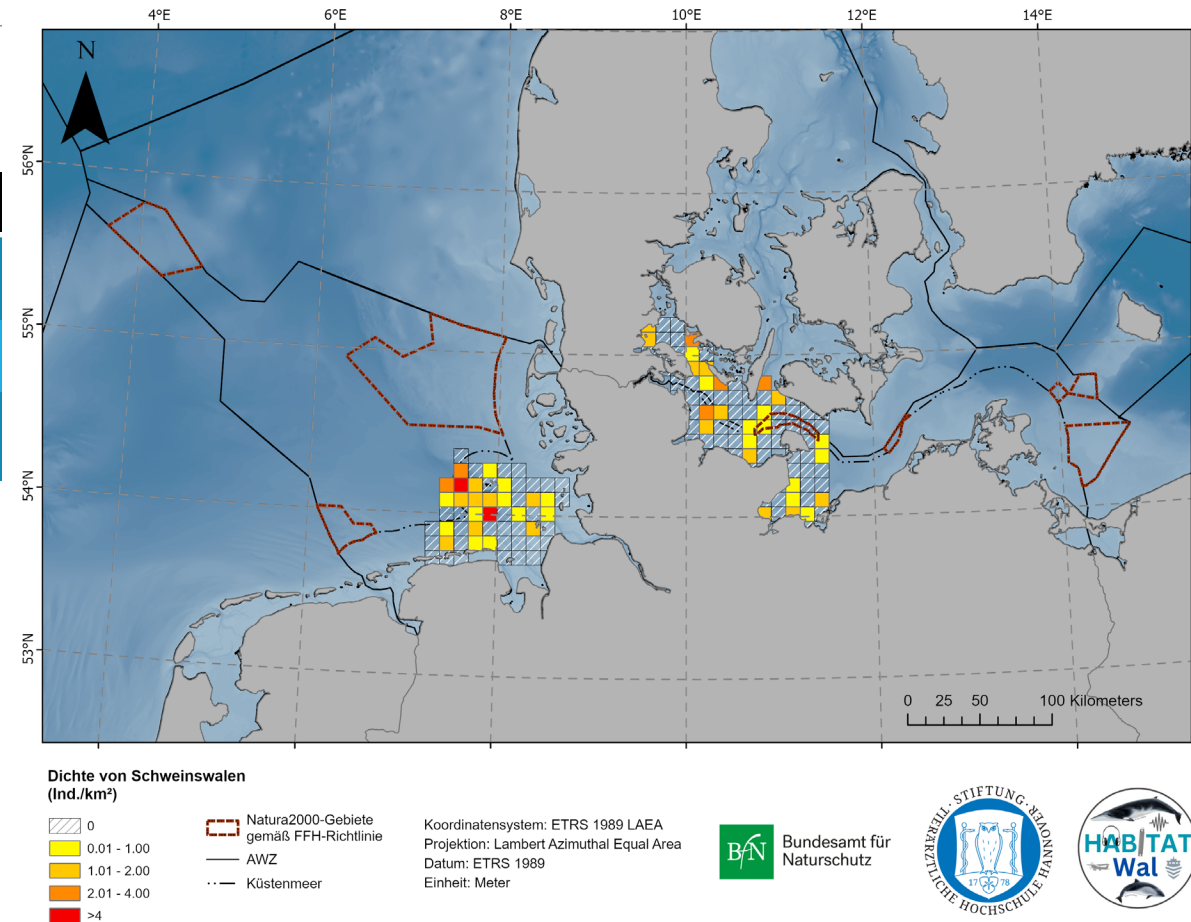 4°E 6°E 8°E 10°E 12°E 14°E
N
56°N
55°N
54°N
53°N
0 25 50 100 Kilometers
Dichte von Schweinswalen
(Ind./km²)
0
0.01 - 1.00
1.01 - 2.00
2.01 - 4.00
>4
Natura2000-Gebiete
gemäß FFH-Richtlinie
AWZ
Küstenmeer
Koordinatensystem: ETRS 1989 LAEA
Projektion: Lambert Azimuthal Equal Area
Datum: ETRS 1989
Einheit: Meter
BfN
Bundesamt für
Naturschutz
· STIFTUNG ·
TIERÄRZTLICHE HOCHSCHULE HANNOVER
17 78
HABITAT
Wal